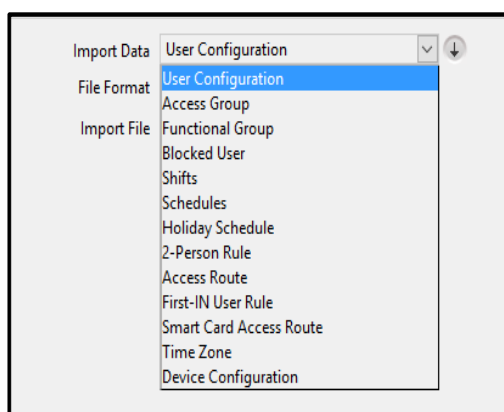 Import Data User Configuration
User Configuration
File Format
Access Group
Import File Functional Group
Blocked User
Shifts
Schedules
Holiday Schedule
2-Person Rule
Access Route
First-IN User Rule
Smart Card Access Route
Time Zone
Device Configuration